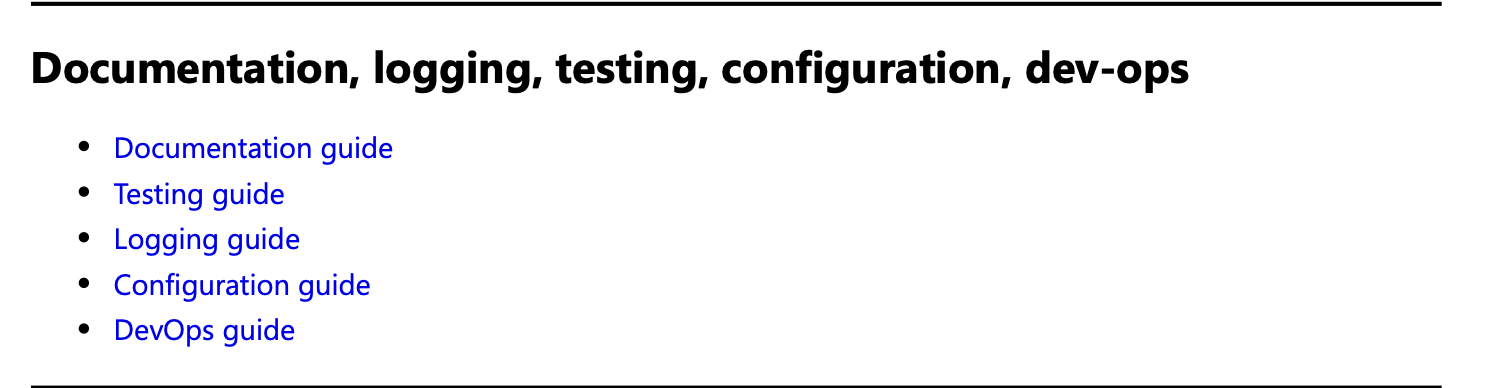 Documentation, logging, testing, configuration, dev-ops
Documentation guide
Testing guide
Logging guide
Configuration guide
DevOps guide